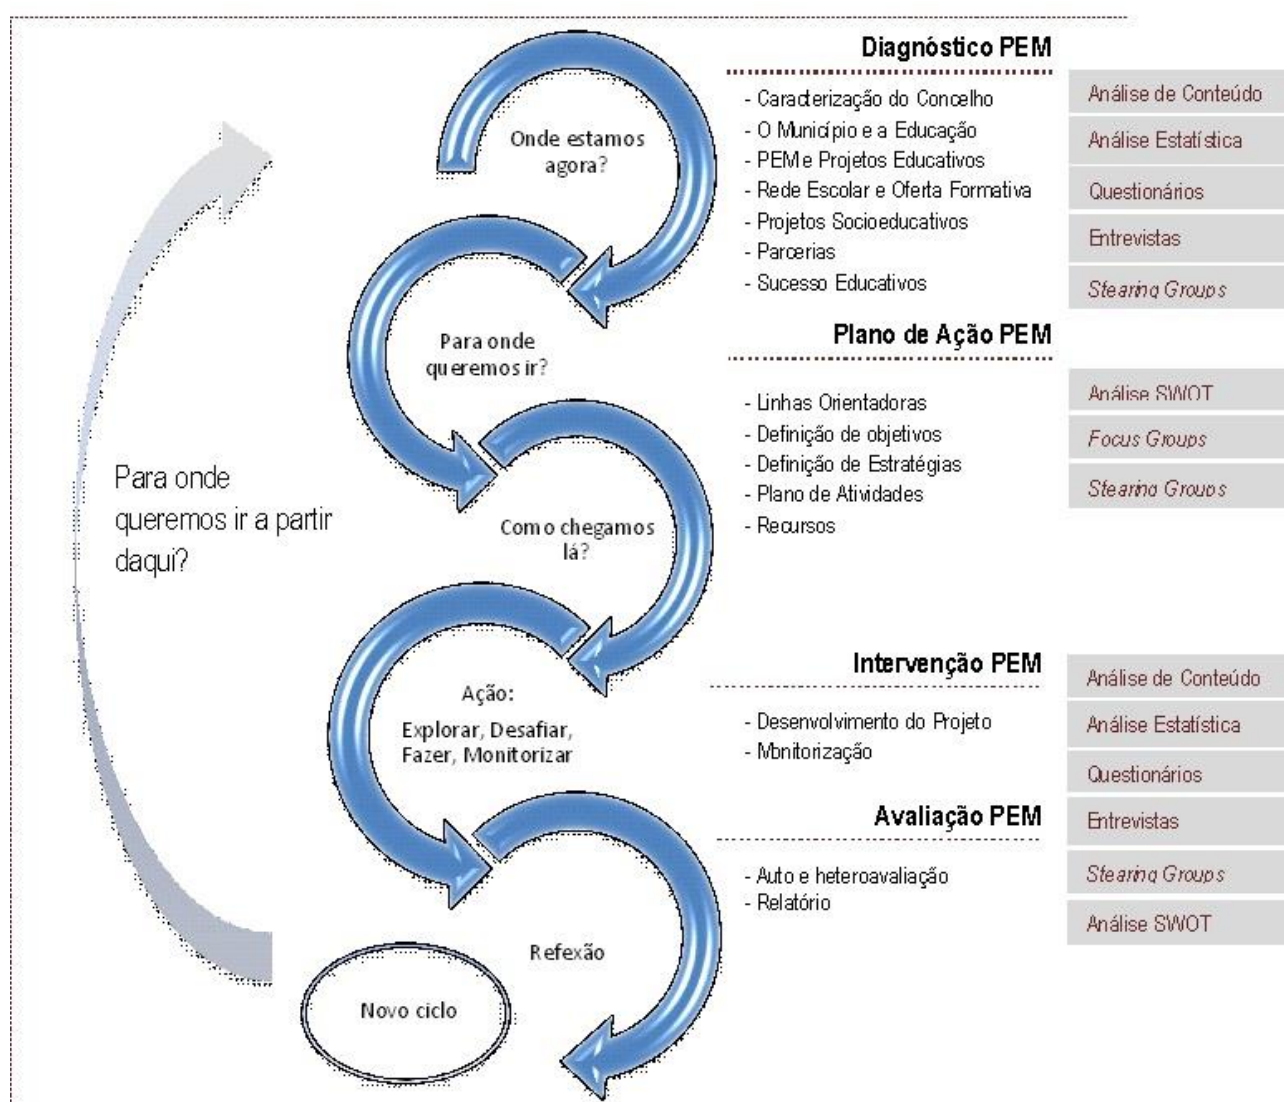 Diagnóstico PEM
Onde estamos
agora?
- Caracterização do Concelho
- O Município e a Educação
- PEM e Projetos Educativos
- Rede Escolar e Oferta Formativa
- Projetos Socioeducativos
- Parcerias
- Sucesso Educativos
Análise de Conteúdo
Análise Estatística
Questionários
Entrevistas
Stearing Groups
Para onde
queremos ir?
Plano de Ação PEM
- Linhas Orientadoras
- Definição de objetivos
- Definição de Estratégias
- Plano de Atividades
- Recursos
Análise SWOT
Focus Groups
Stearing Groups
Para onde
queremos ir a partir
daqui?
Como chegamos
lá?
Intervenção PEM
Ação:
Explorar, Desafiar,
Fazer, Monitorizar
- Desenvolvimento do Projeto
- Monitorização
Avaliação PEM
- Auto e heteroavaliação
- Relatório
Análise de Conteúdo
Análise Estatística
Questionários
Entrevistas
Stearing Groups
Análise SWOT
Refexão
Novo ciclo